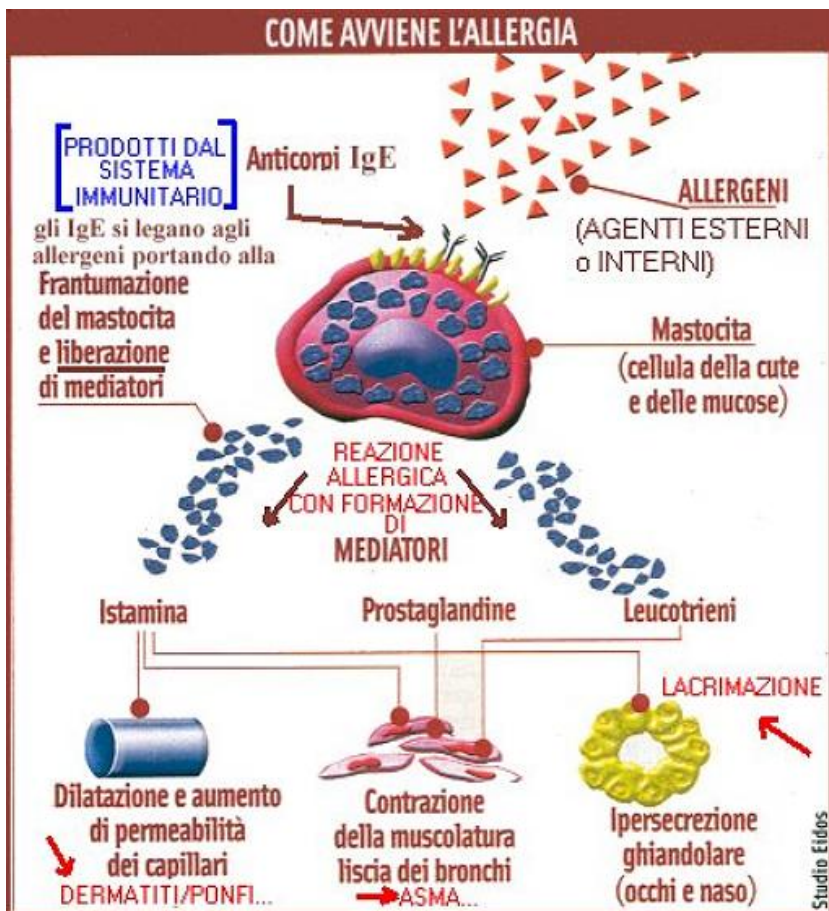 COME AVVIENE L'ALLERGIA
PRODOTTI DAL
SISTEMA
IMMUNITARIO
Anticorpi IgE
gli IgE si legano agli
allergeni portando alla
Frantumazione
del mastocita
e liberazione
di mediatori
ALLERGENI
(AGENTI ESTERNI
o INTERNI)
Mastocita
(cellula della cute
e delle mucose)
REAZIONE
ALLERGICA
CON FORMAZIONE
DI
MEDIATORI
Istamina
Prostaglandine
Leucotrieni
LACRIMAZIONE
Dilatazione e aumento
di permeabilità
dei capillari
DERMATITI/PONFI...
Contrazione
della muscolatura
liscia dei bronchi
ASMA...
Ipersecrezione
ghiandolare
(occhi e naso)
Studio Eidos